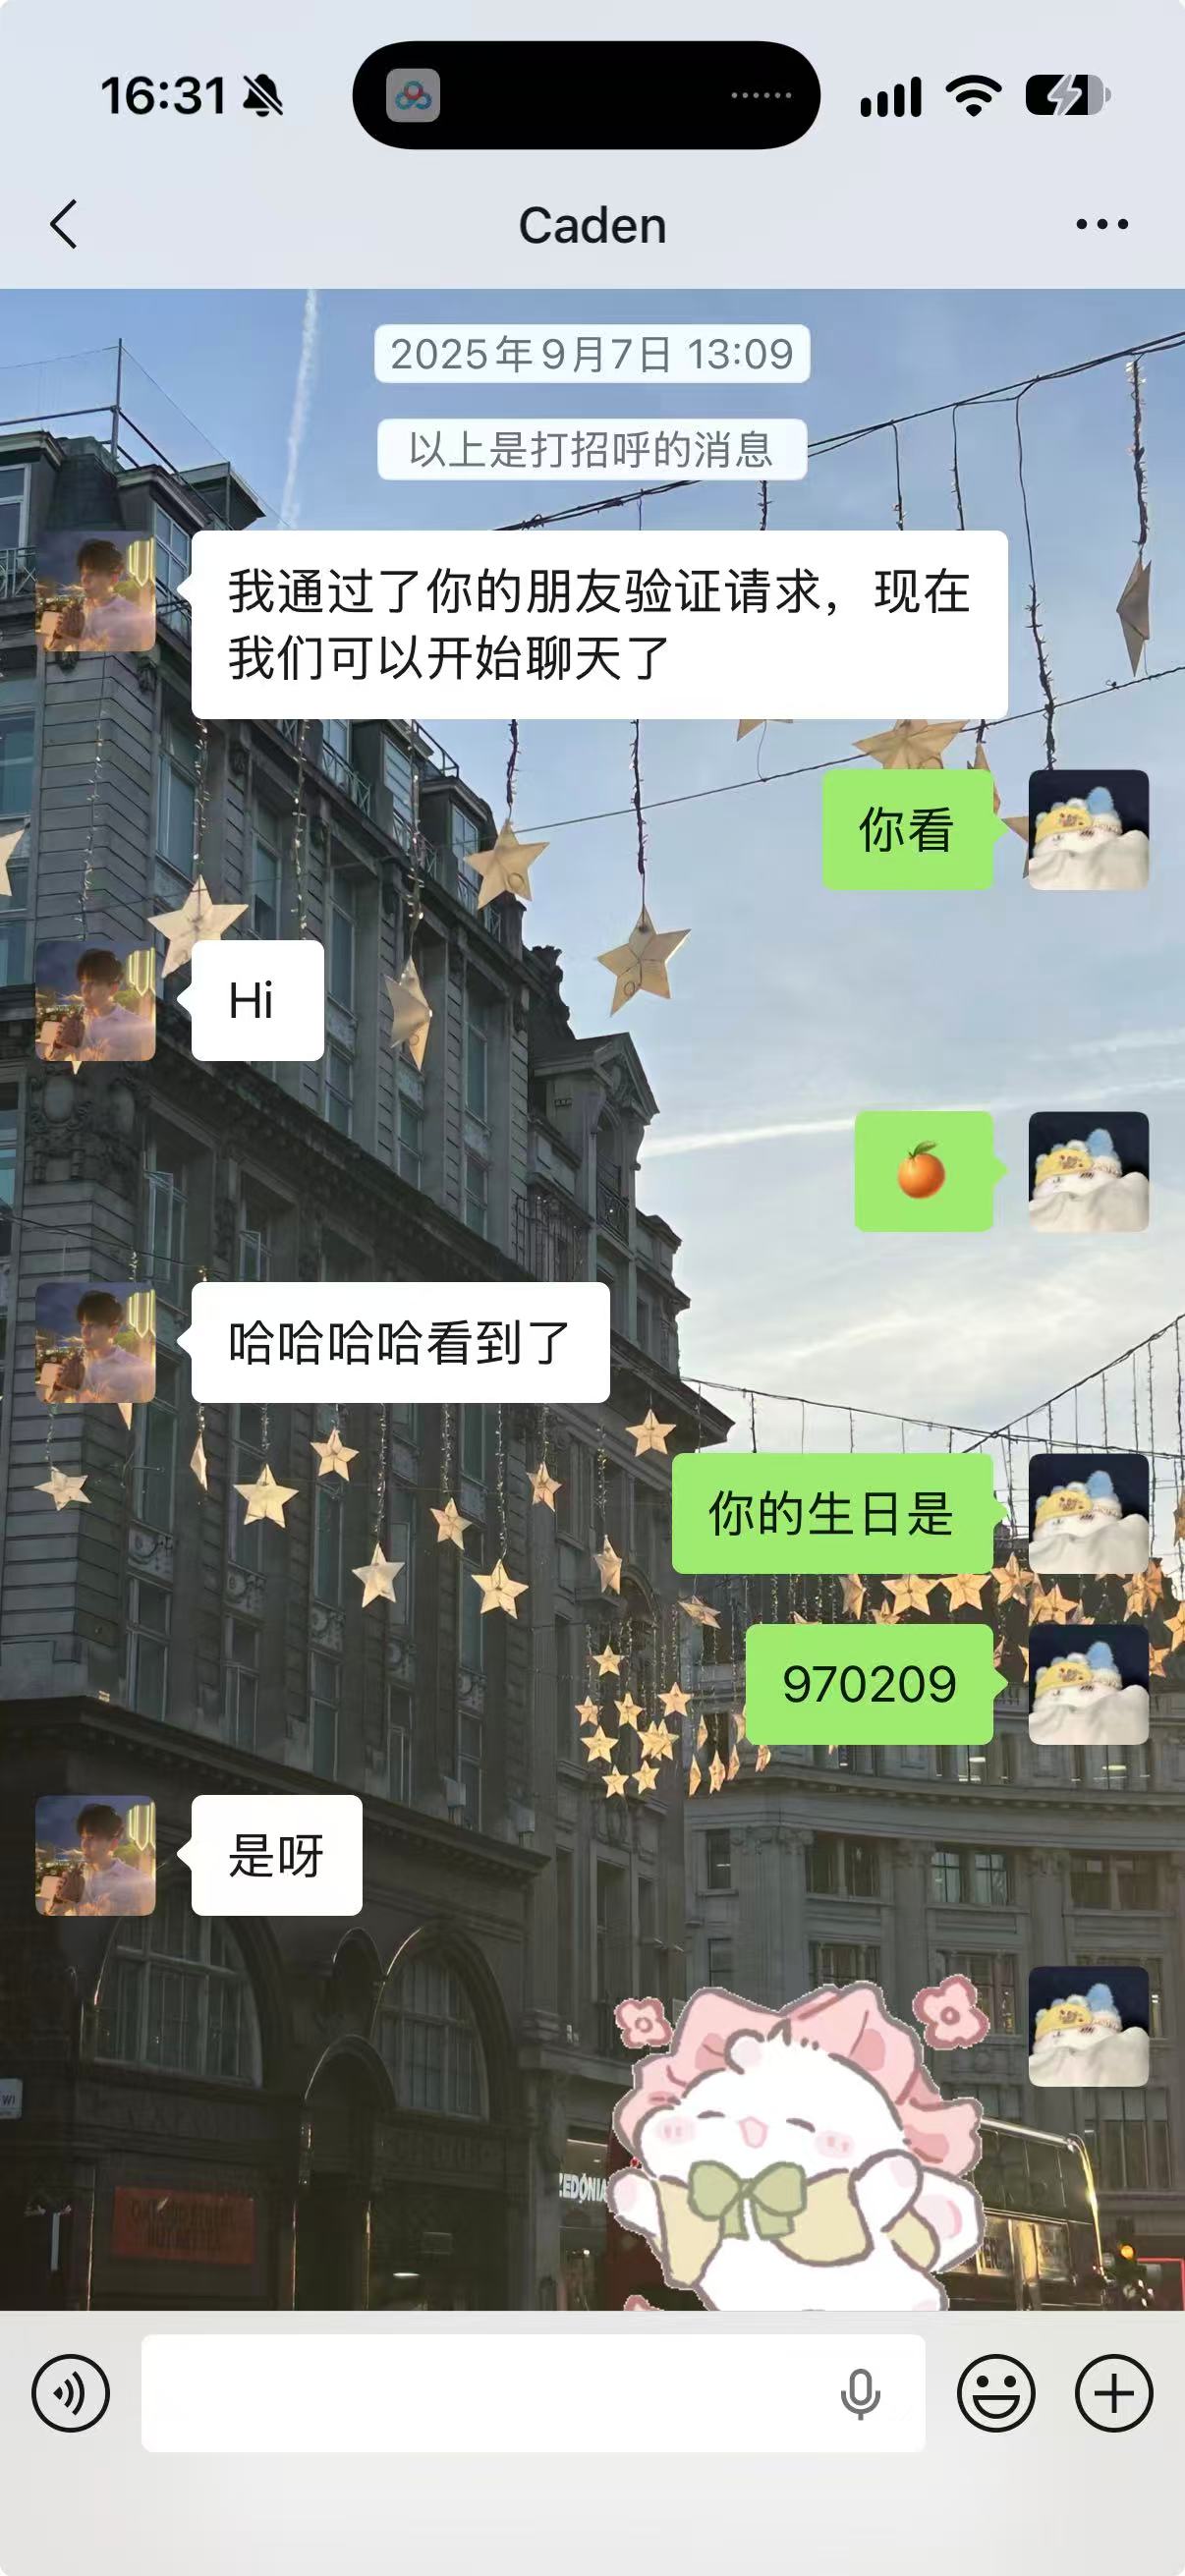 16:31
Caden
2025年9月7日 13:09
以上是打招呼的消息
我通过了你的朋友验证请求，现在
我们可以开始聊天了
你看
Hi
🍊
哈哈哈哈看到了
你的生日是
970209
是呀